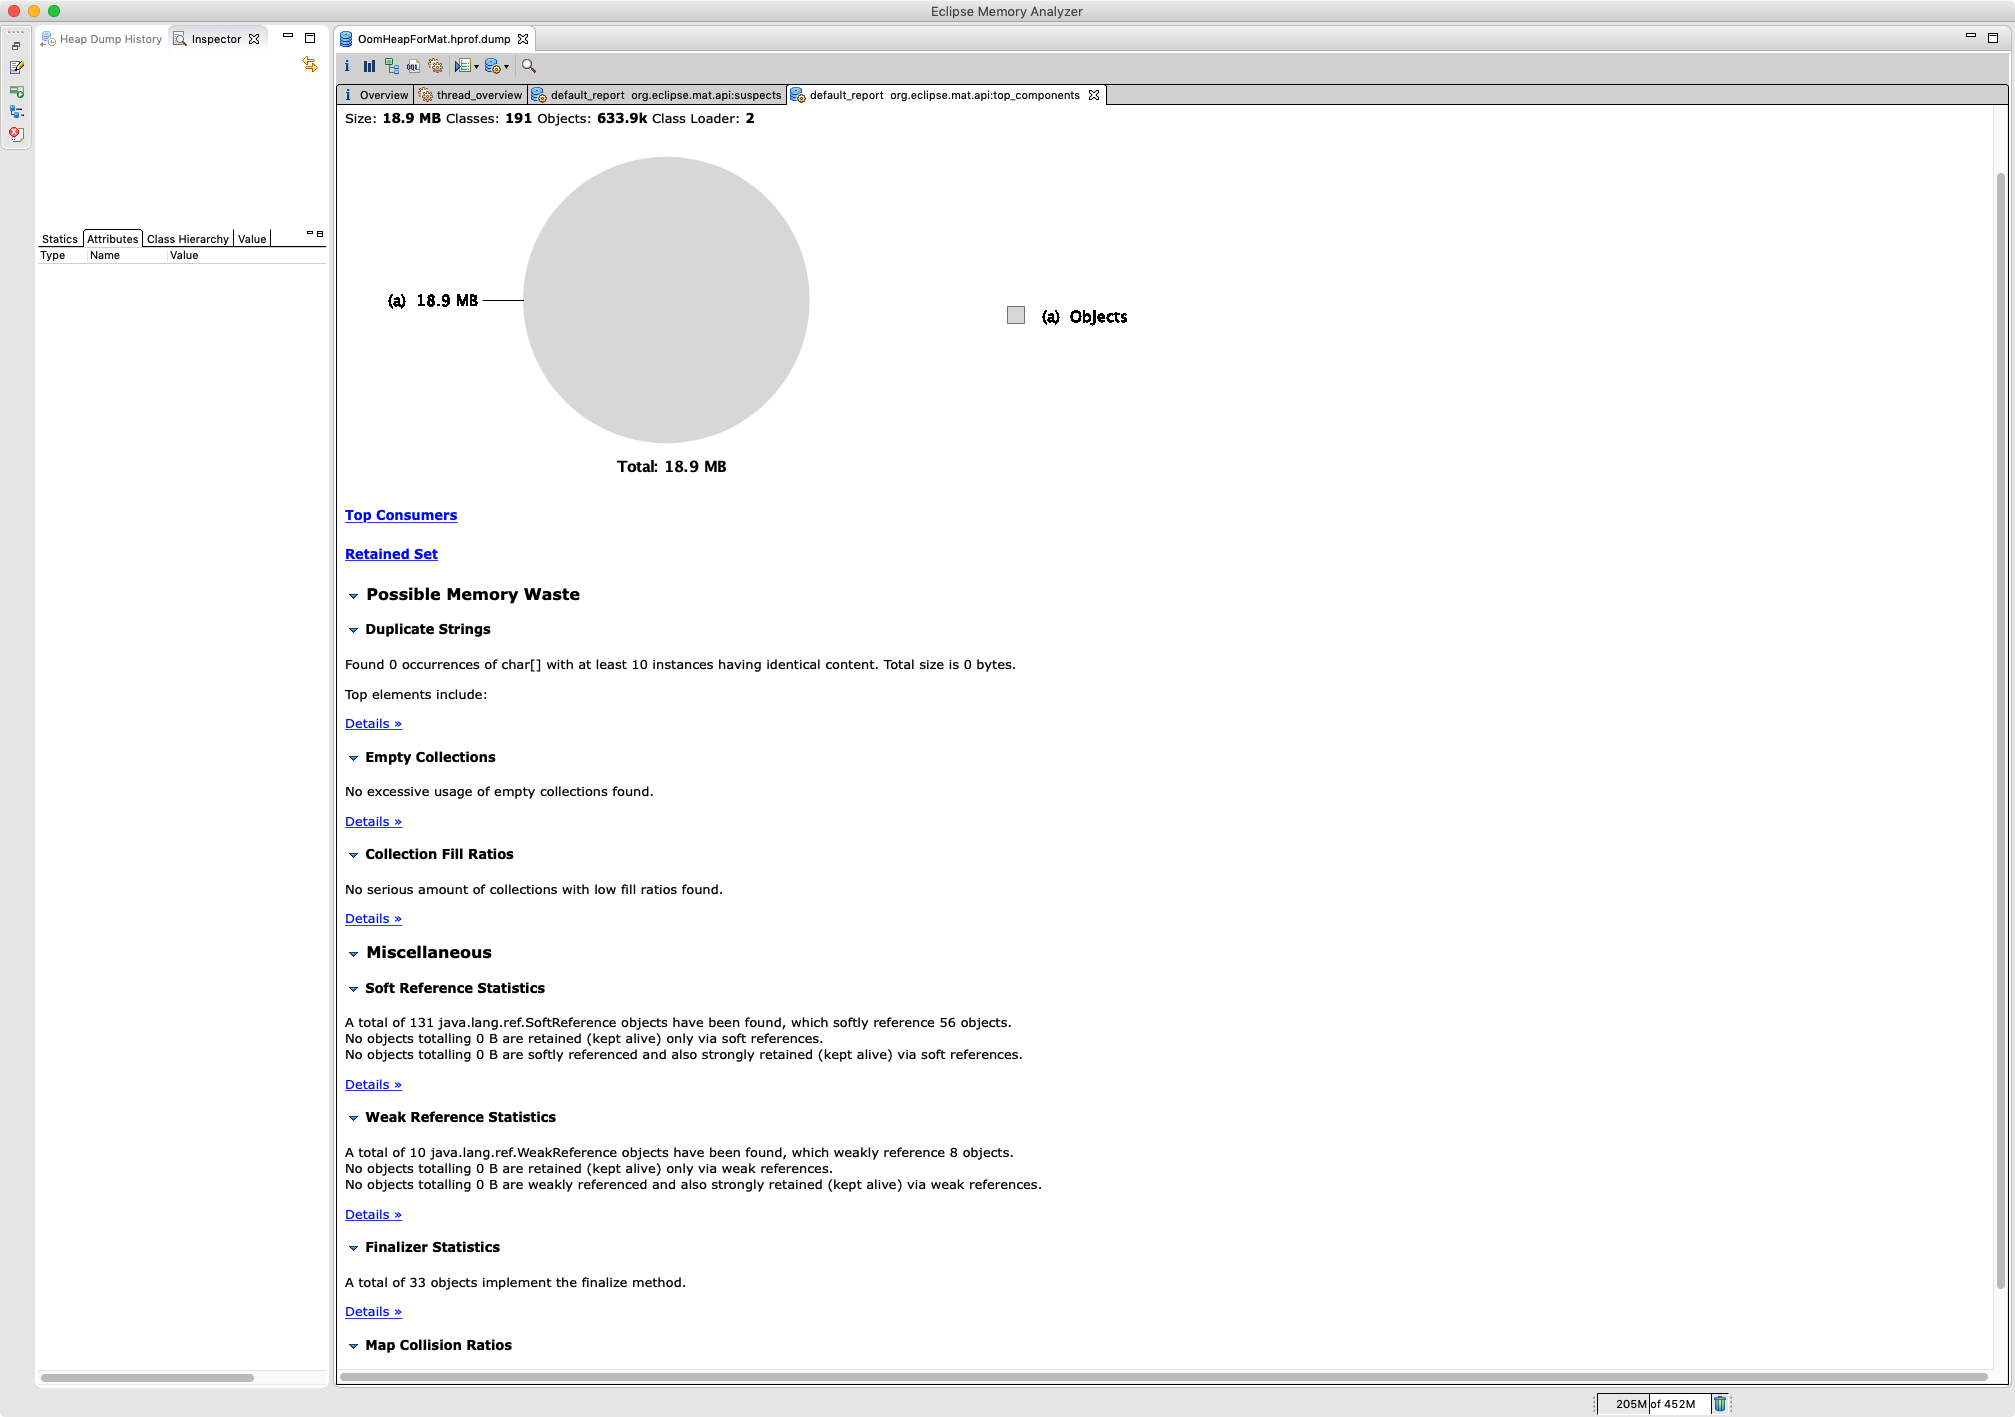 Eclipse Memory Analyzer
Heap Dump History
Inspector
OomHeapForMat.hprof.dump
OQL
Overview
thread_overview
default_report org.eclipse.mat.api:suspects
default_report org.eclipse.mat.api:top_components
Statics
Attributes
Class Hierarchy
Value
Type
Name
Value
Size: 18.9 MB Classes: 191 Objects: 633.9k Class Loader: 2
(a) 18.9 MB
(a) Objects
Total: 18.9 MB
Top Consumers
Retained Set
Possible Memory Waste
Duplicate Strings
Found 0 occurrences of char[] with at least 10 instances having identical content. Total size is 0 bytes.
Top elements include:
Details »
Empty Collections
No excessive usage of empty collections found.
Details »
Collection Fill Ratios
No serious amount of collections with low fill ratios found.
Details »
Miscellaneous
Soft Reference Statistics
A total of 131 java.lang.ref.SoftReference objects have been found, which softly reference 56 objects.
No objects totalling 0 B are retained (kept alive) only via soft references.
No objects totalling 0 B are softly referenced and also strongly retained (kept alive) via soft references.
Details »
Weak Reference Statistics
A total of 10 java.lang.ref.WeakReference objects have been found, which weakly reference 8 objects.
No objects totalling 0 B are retained (kept alive) only via weak references.
No objects totalling 0 B are weakly referenced and also strongly retained (kept alive) via weak references.
Details »
Finalizer Statistics
A total of 33 objects implement the finalize method.
Details »
Map Collision Ratios
205M of 452M